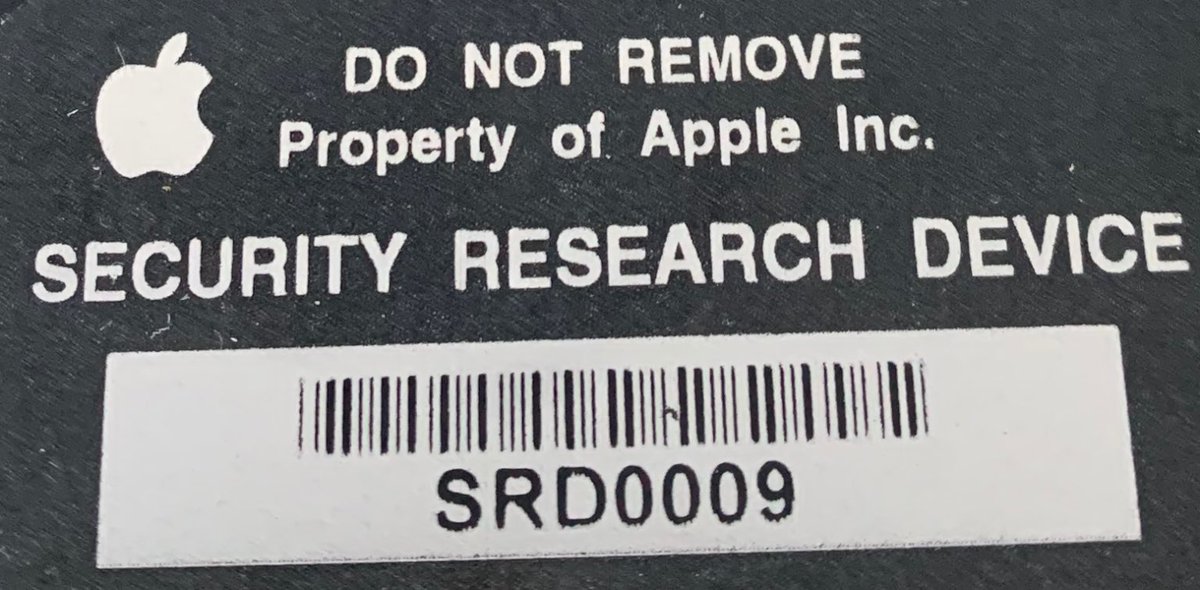 DO NOT REMOVE
Property of Apple Inc.
SECURITY RESEARCH DEVICE
SRD0009